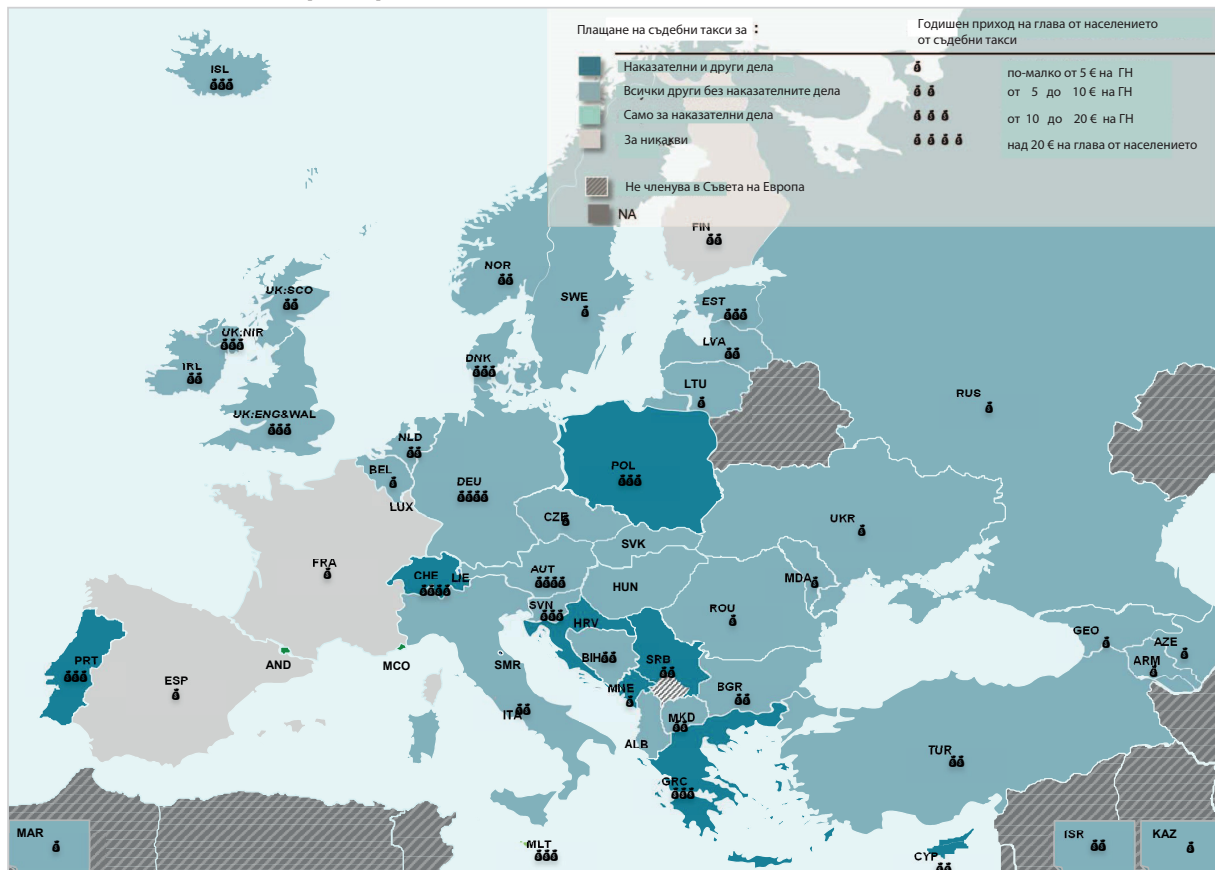 Плащане на съдебни такси за :
Годишен приход на глава от населението
от съдебни такси
Наказателни и други дела
по-малко от 5 € на ГН
Всички други без наказателните дела
от 5 до 10 € на ГН
Само за наказателни дела
от 10 до 20 € на ГН
За никакви
над 20 € на глава от населението
Не членува в Съвета на Европа
NA
ISL
FIN
NOR
SWE
UK:SCO
EST
UK:NIR
LVA
DNK
IRL
LTU
RUS
UK:ENG&WAL
NLD
BEL
POL
DEU
LUX
CZE
UKR
SVK
FRA
AUT
CHE
LIE
MDA
HUN
SVN
ROU
HRV
GEO
AZE
PRT
AND
MCO
SMR
BIH
SRB
ARM
ESP
MNE
BGR
ITA
MKD
ALB
TUR
GRC
MAR
ISR
KAZ
MLT
CYP